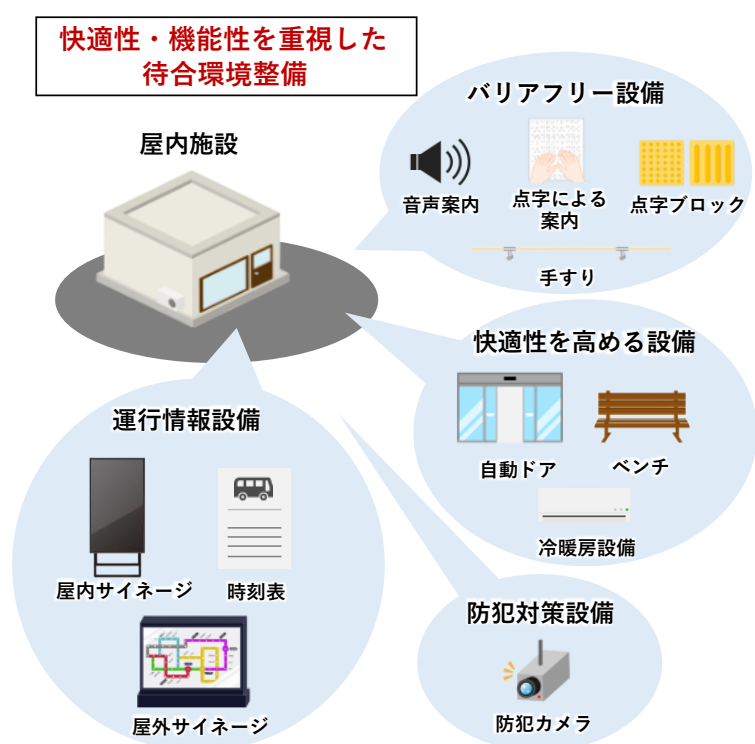 快適性・機能性を重視した
待合環境整備
屋内施設
バリアフリー設備
音声案内
点字による
案内
点字ブロック
手すり
快適性を高める設備
自動ドア
ベンチ
冷暖房設備
運行情報設備
屋内サイネージ
時刻表
屋外サイネージ
防犯対策設備
防犯カメラ